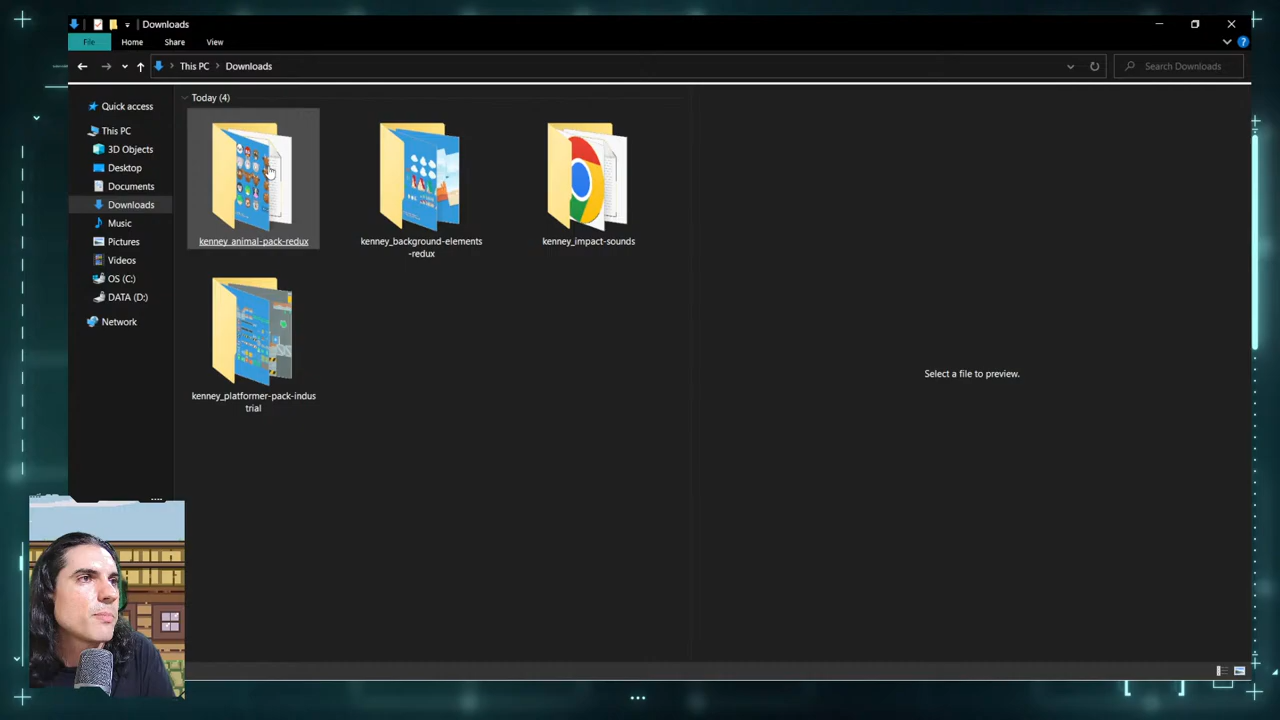 Downloads
File
Home
Share
View
This PC
Downloads
Search Downloads
Quick access
This PC
3D Objects
Desktop
Documents
Downloads
Music
Pictures
Videos
OS (C:)
DATA (D:)
Network
Today (4)
kenney_animal-pack-redux
kenney_background-elements
-redux
kenney_impact-sounds
kenney_platformer-pack-indus
trial
Select a file to preview.